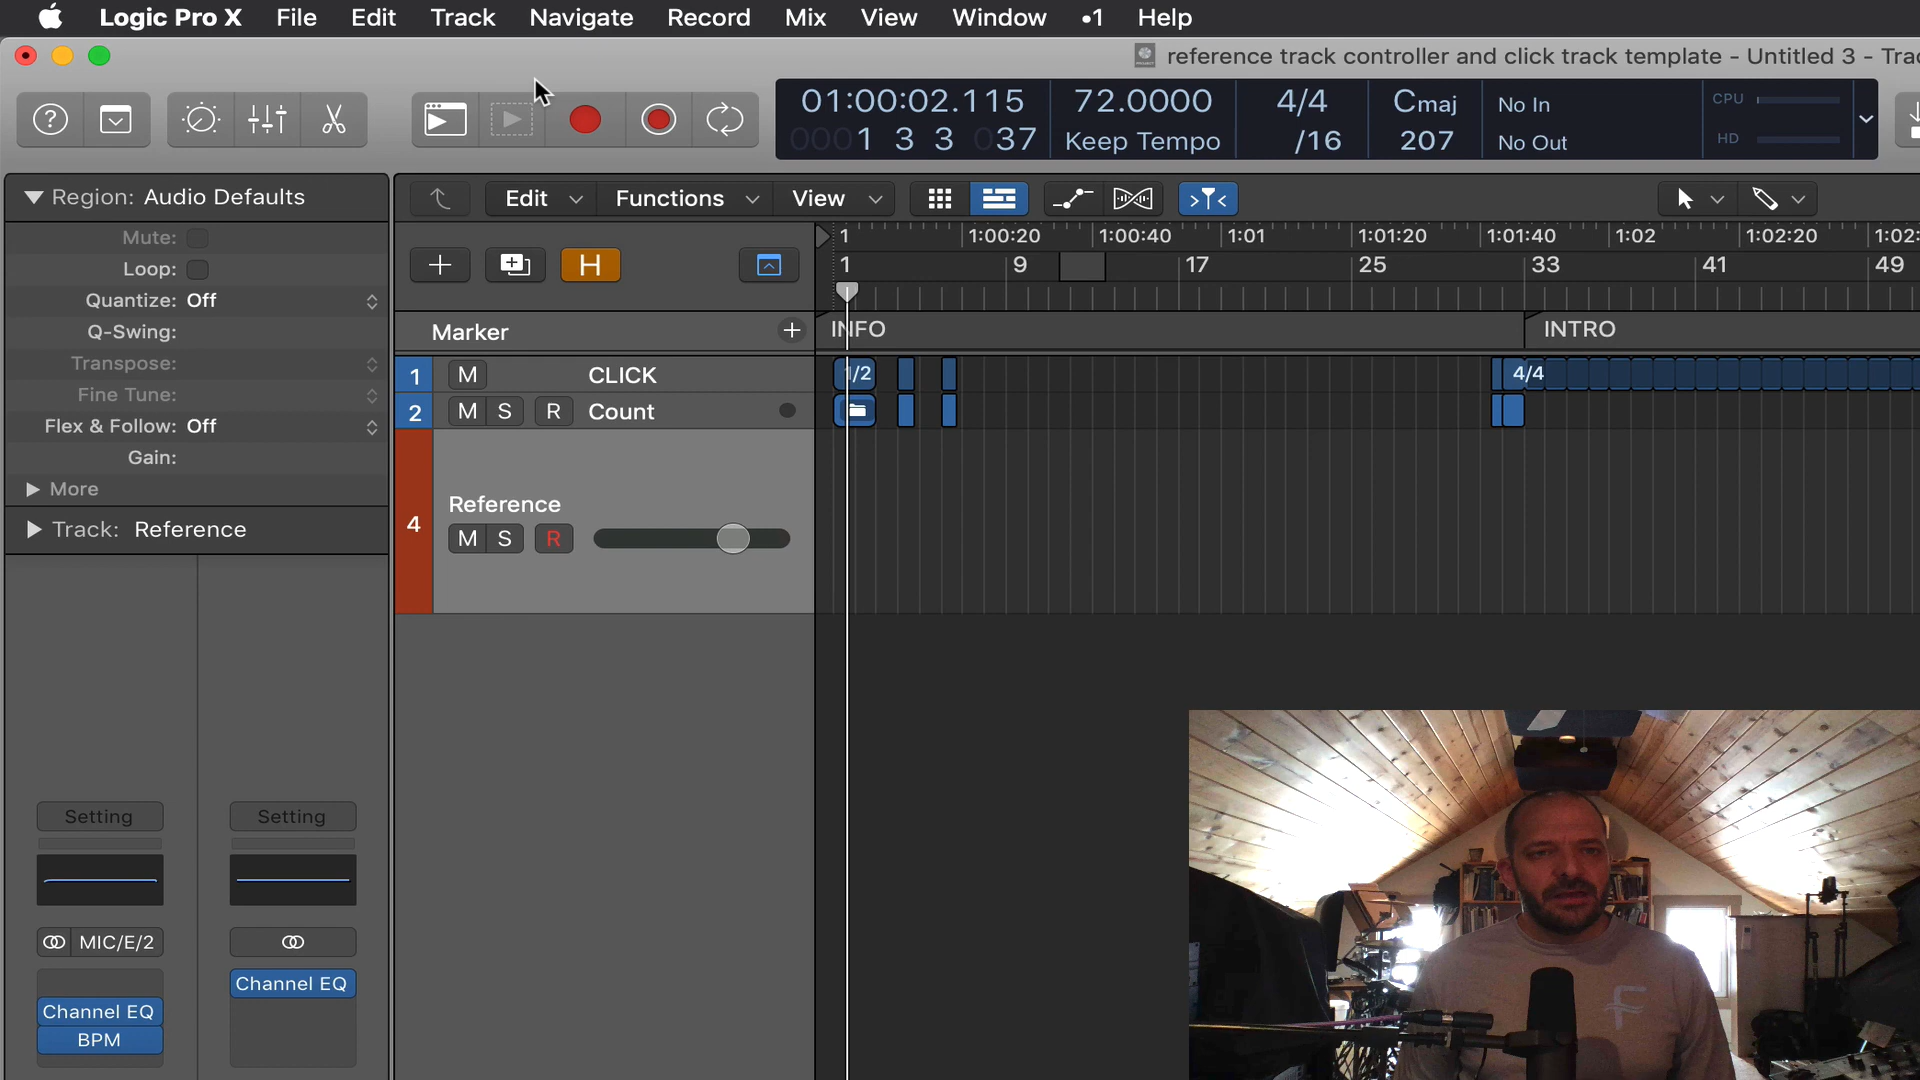 Logic Pro X File Edit Track Navigate Record Mix View Window •1 Help
reference track controller and click track template - Untitled 3 - Trac
01:00:02.115 72.0000 4/4 Cmaj No In CPU
0001 3 3 037 Keep Tempo /16 207 No Out HD
Region: Audio Defaults
Edit Functions View
Mute:
Loop:
Quantize: Off
Q-Swing:
Transpose:
Fine Tune:
Flex & Follow: Off
Gain:
More
Track: Reference
H
1 1:00:20 1:00:40 1:01 1:01:20 1:01:40 1:02 1:02:20 1:02:
1 9 17 25 33 41 49
Marker + INFO INTRO
1 M CLICK 1/2 4/4
2 M S R Count
Reference
4 M S R
Setting Setting
MIC/E/2
Channel EQ
Channel EQ
BPM
F